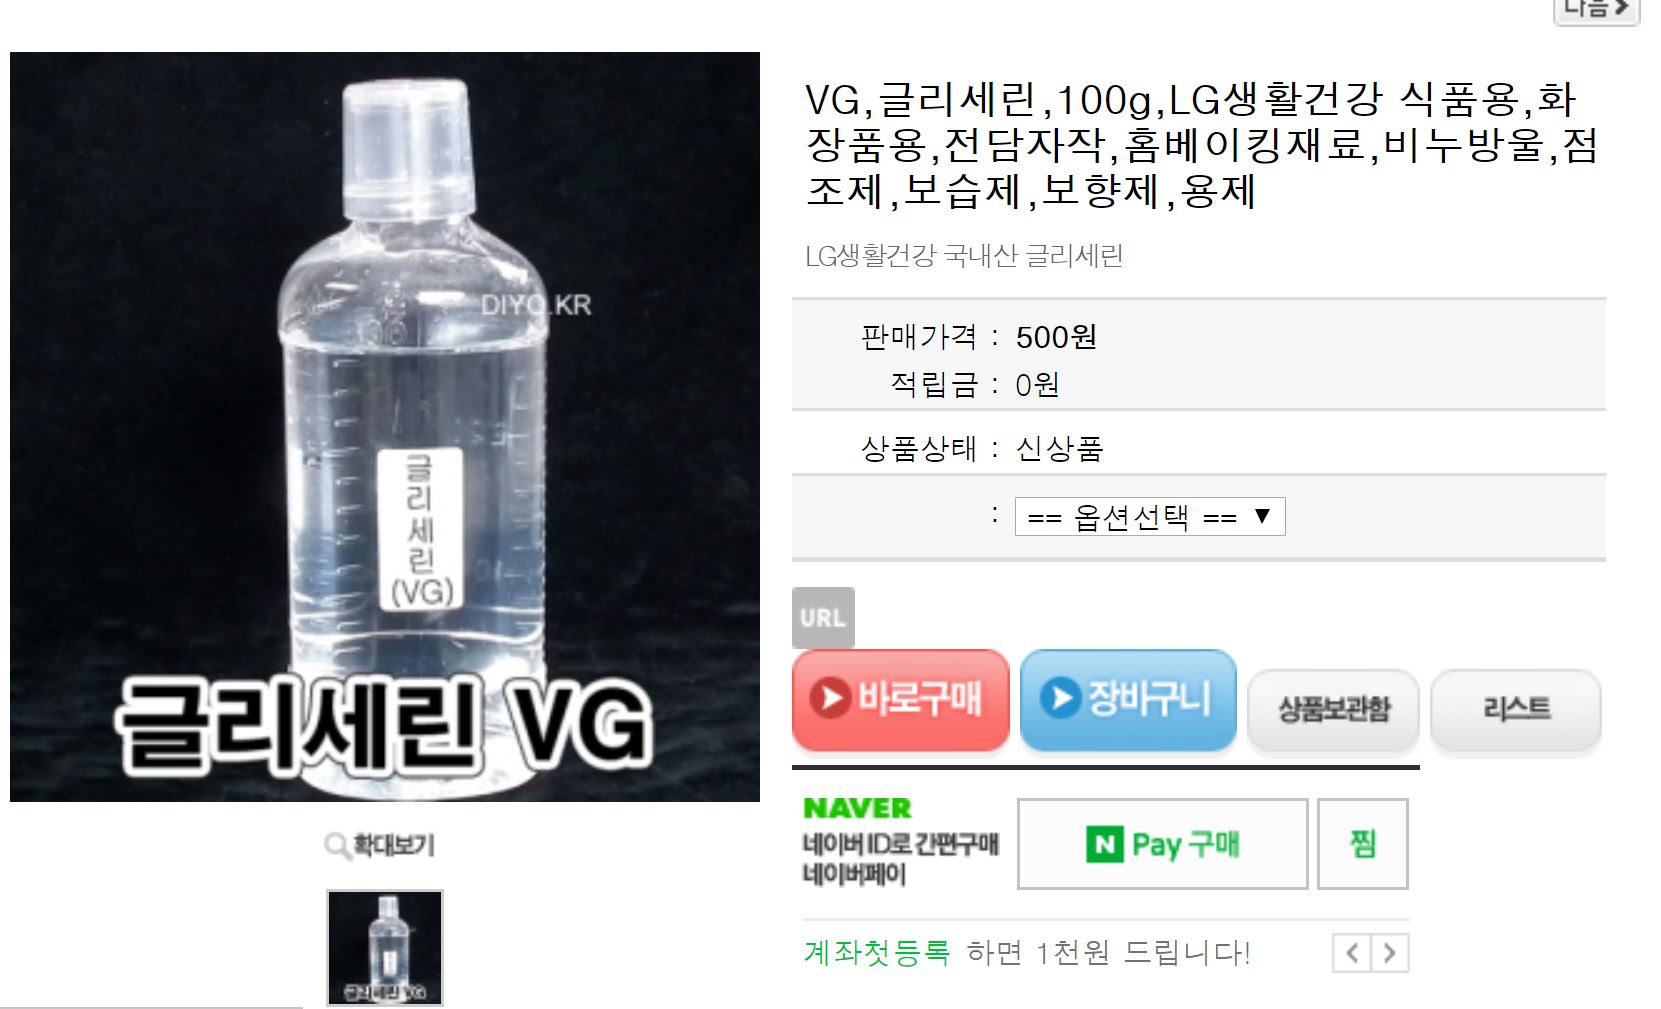 다음
VG,글리세린,100g,LG생활건강 식품용,화
장품용,전담자작,홈베이킹재료,비누방울,점
조제,보습제,보향제,용제
LG생활건강 국내산 글리세린
판매가격 : 500원
적립금 : 0원
상품상태 : 신상품
: == 옵션선택 == ▼
URL
바로구매
장바구니
상품보관함
리스트
NAVER
네이버 ID로 간편구매
네이버페이
N Pay 구매
찜
계좌첫등록 하면 1천원 드립니다!
DIYO.KR
글
리
세
린
(VG)
글리세린 VG
확대보기
글리세린 VG